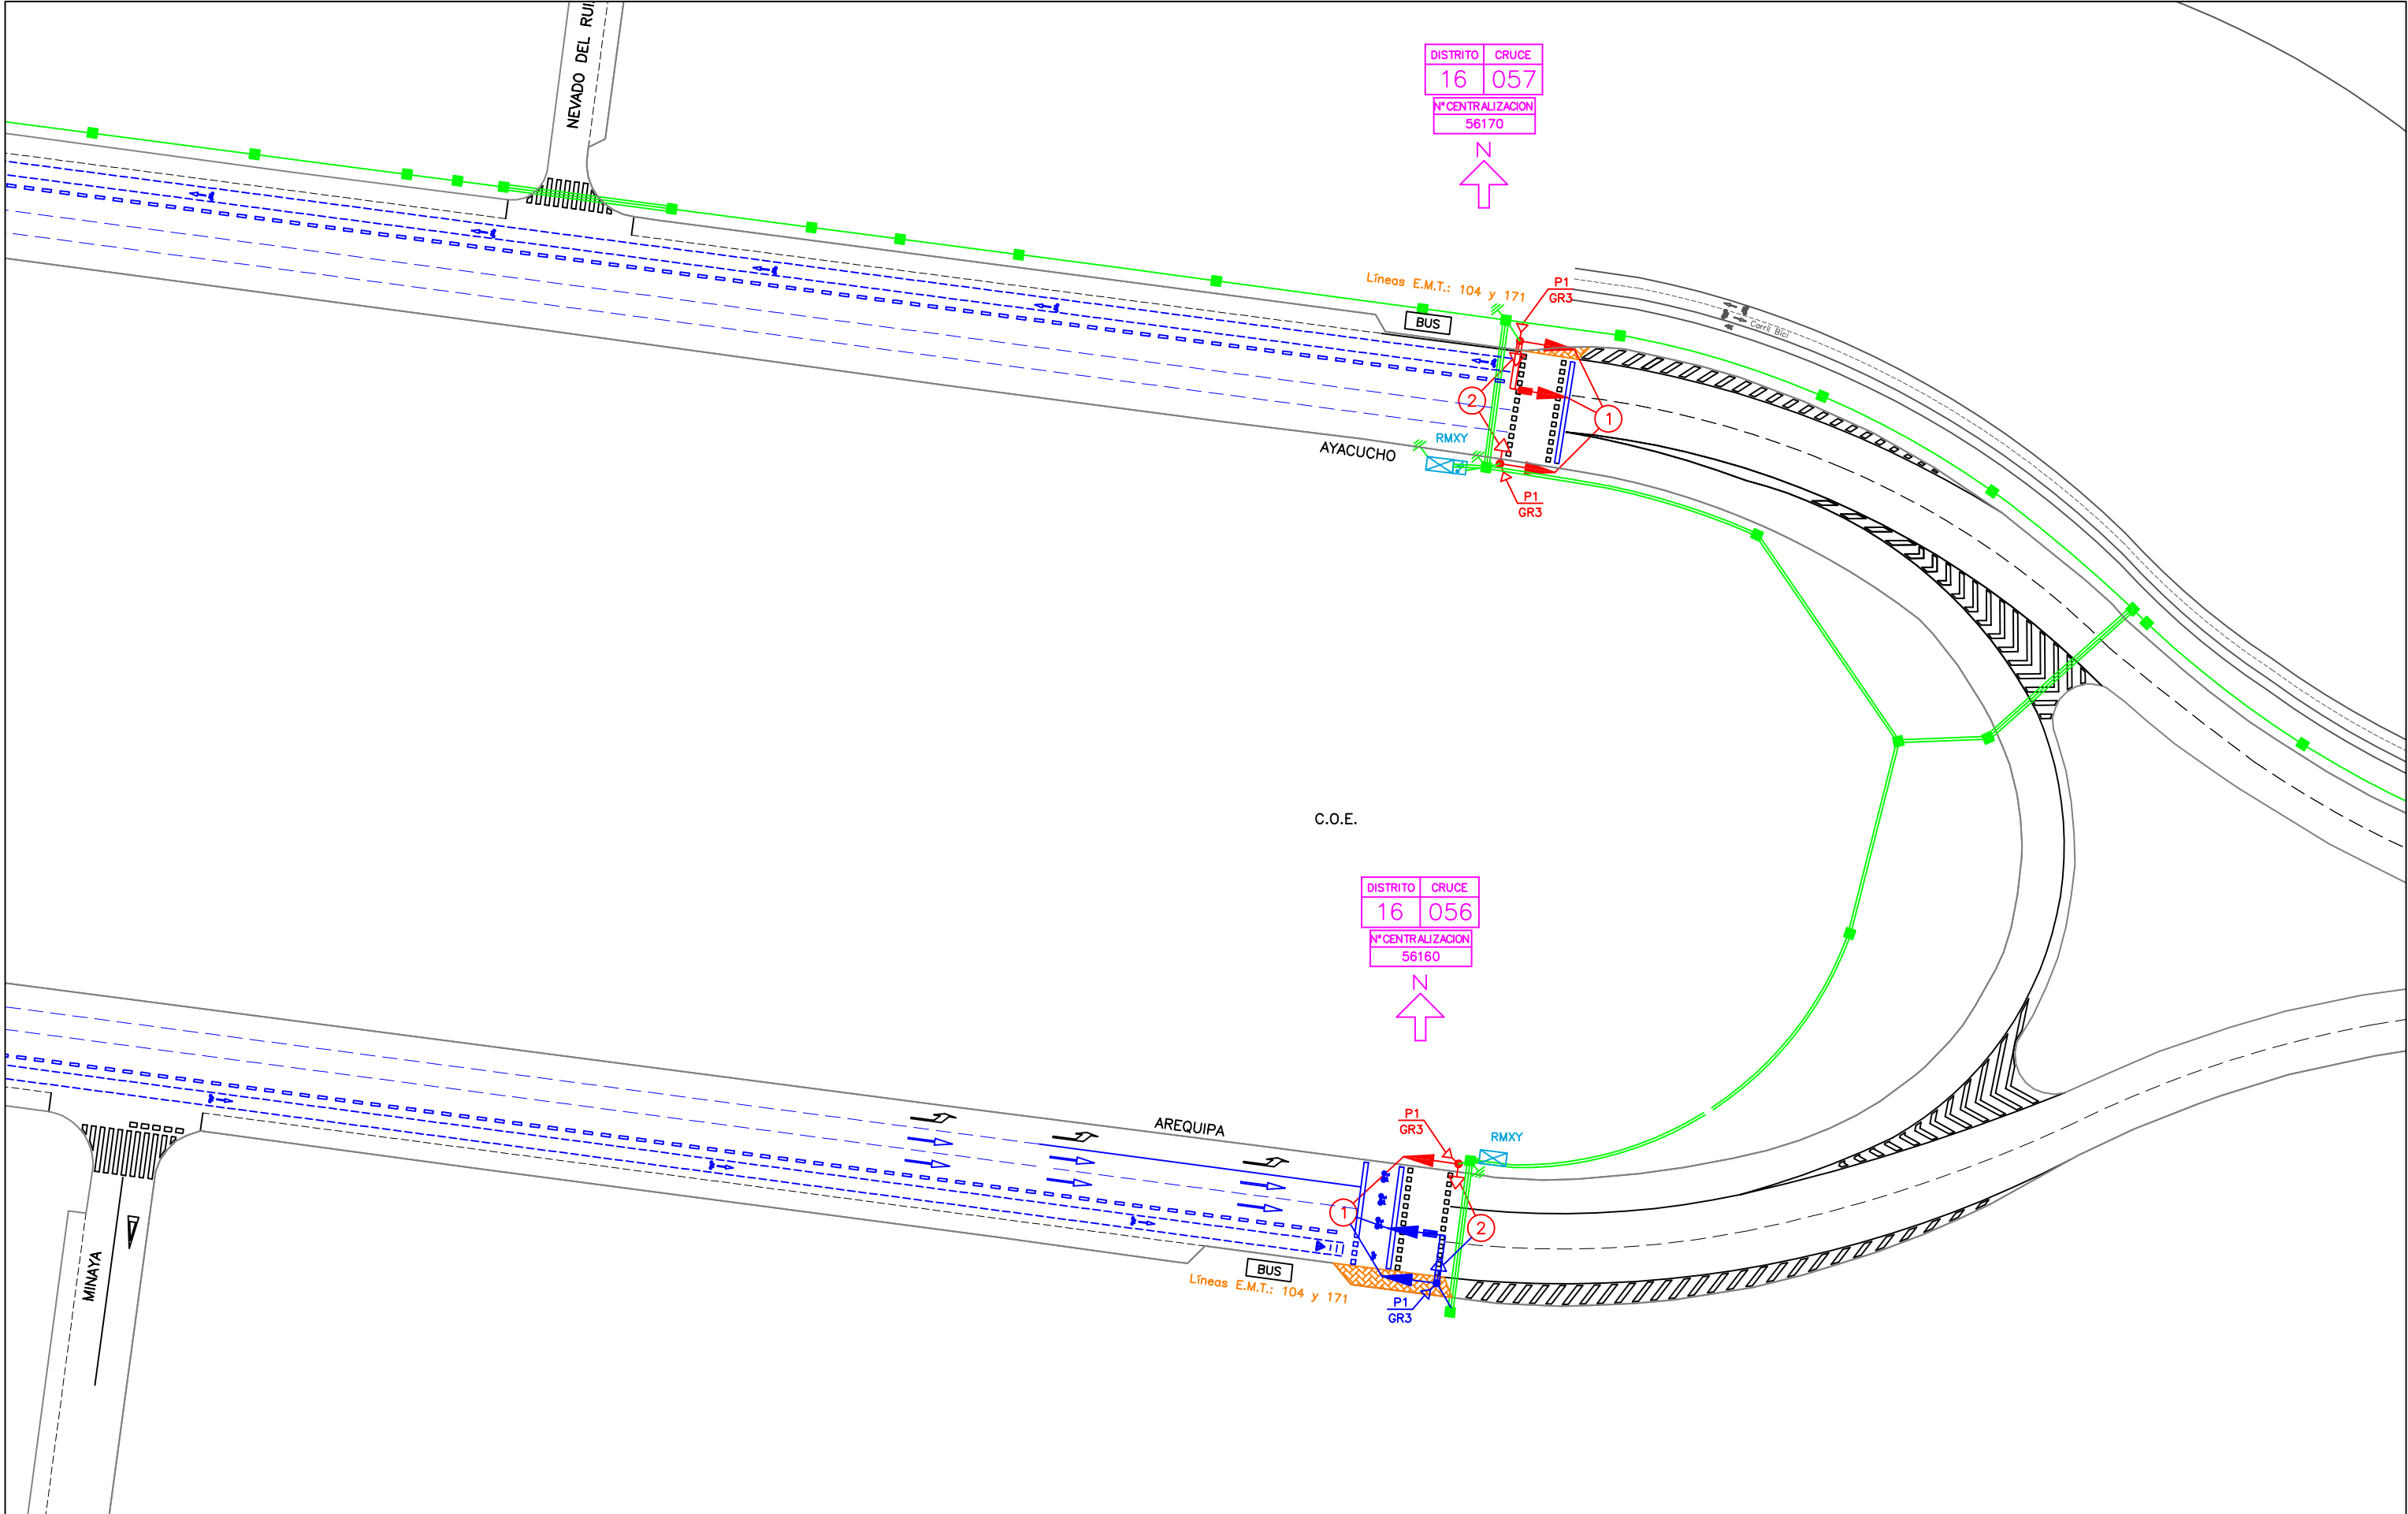 NEVADO DEL RUI
DISTRITO CRUCE
16 057
Nº CENTRALIZACION
56170
N
Líneas E.M.T.: 104 y 171
P1
GR3
BUS
Carril Bici
2
1
RMXY
AYACUCHO
P1
GR3
C.O.E.
DISTRITO CRUCE
16 056
Nº CENTRALIZACION
56160
N
AREQUIPA
P1
GR3
RMXY
1
2
MINAYA
BUS
Líneas E.M.T.: 104 y 171
P1
GR3